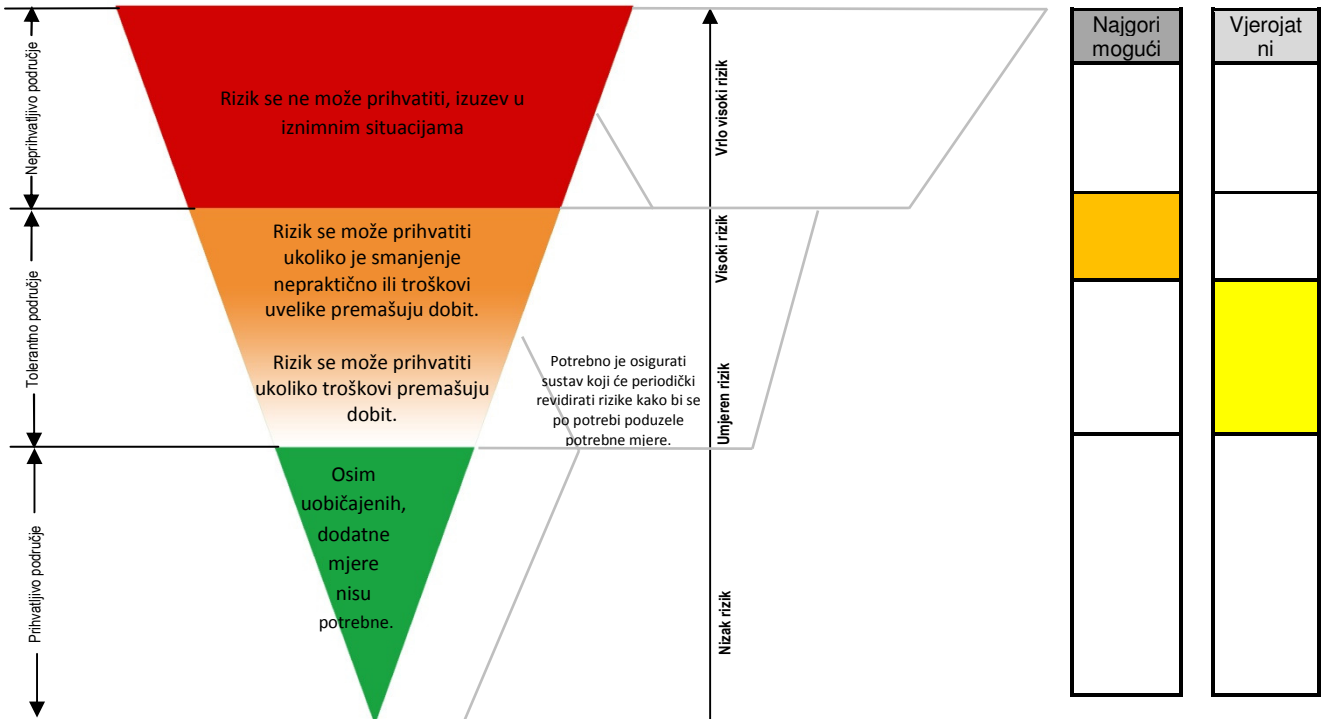 Neprihvatljivo područje
Tolerantno područje
Prihvatljivo područje
Rizik se ne može prihvatiti, izuzev u
iznimnim situacijama
Rizik se može prihvatiti
ukoliko je smanjenje
nepraktično ili troškovi
uvelike premašuju dobit.
Rizik se može prihvatiti
ukoliko troškovi premašuju
dobit.
Osim
uobičajenih,
dodatne
mjere
nisu
potrebne.
Potrebno je osigurati
sustav koji će periodički
revidirati rizike kako bi se
po potrebi poduzele
potrebne mjere.
Vrlo visoki rizik
Visoki rizik
Umjeren rizik
Nizak rizik
Najgori
mogući
Vjerojat
ni